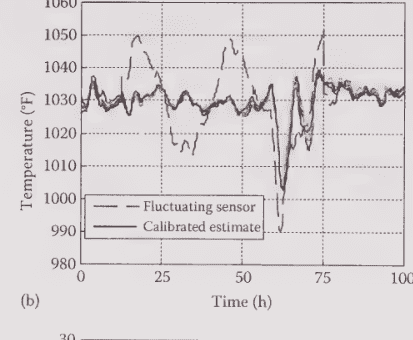 1060
1050
1040
1030
1020
1010
1000
990
980
Temperature (°F)
Fluctuating sensor
Calibrated estimate
0 25 50 75 100
(b) Time (h)
30